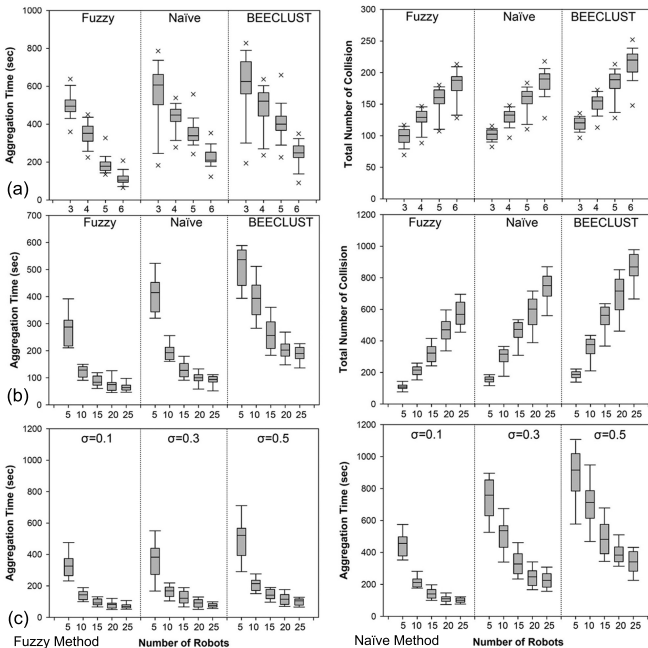 Fuzzy Naïve BEECLUST
Aggregation Time (sec)
1000
800
600
400
200
0
3 4 5 6 3 4 5 6 3 4 5 6
(a)
Fuzzy Naïve BEECLUST
Total Number of Collision
300
250
200
150
100
50
0
3 4 5 6 3 4 5 6 3 4 5 6
Fuzzy Naïve BEECLUST
Aggregation Time (sec)
700
600
500
400
300
200
100
0
5 10 15 20 25 5 10 15 20 25 5 10 15 20 25
(b)
Fuzzy Naïve BEECLUST
Total Number of Collision
1200
1000
800
600
400
200
0
5 10 15 20 25 5 10 15 20 25 5 10 15 20 25
σ=0.1 σ=0.3 σ=0.5
Aggregation Time (sec)
1200
1000
800
600
400
200
0
5 10 15 20 25 5 10 15 20 25 5 10 15 20 25
(c)
Fuzzy Method Number of Robots
σ=0.1 σ=0.3 σ=0.5
Aggregation Time (sec)
1200
1000
800
600
400
200
0
5 10 15 20 25 5 10 15 20 25 5 10 15 20 25
Naïve Method Number of Robots